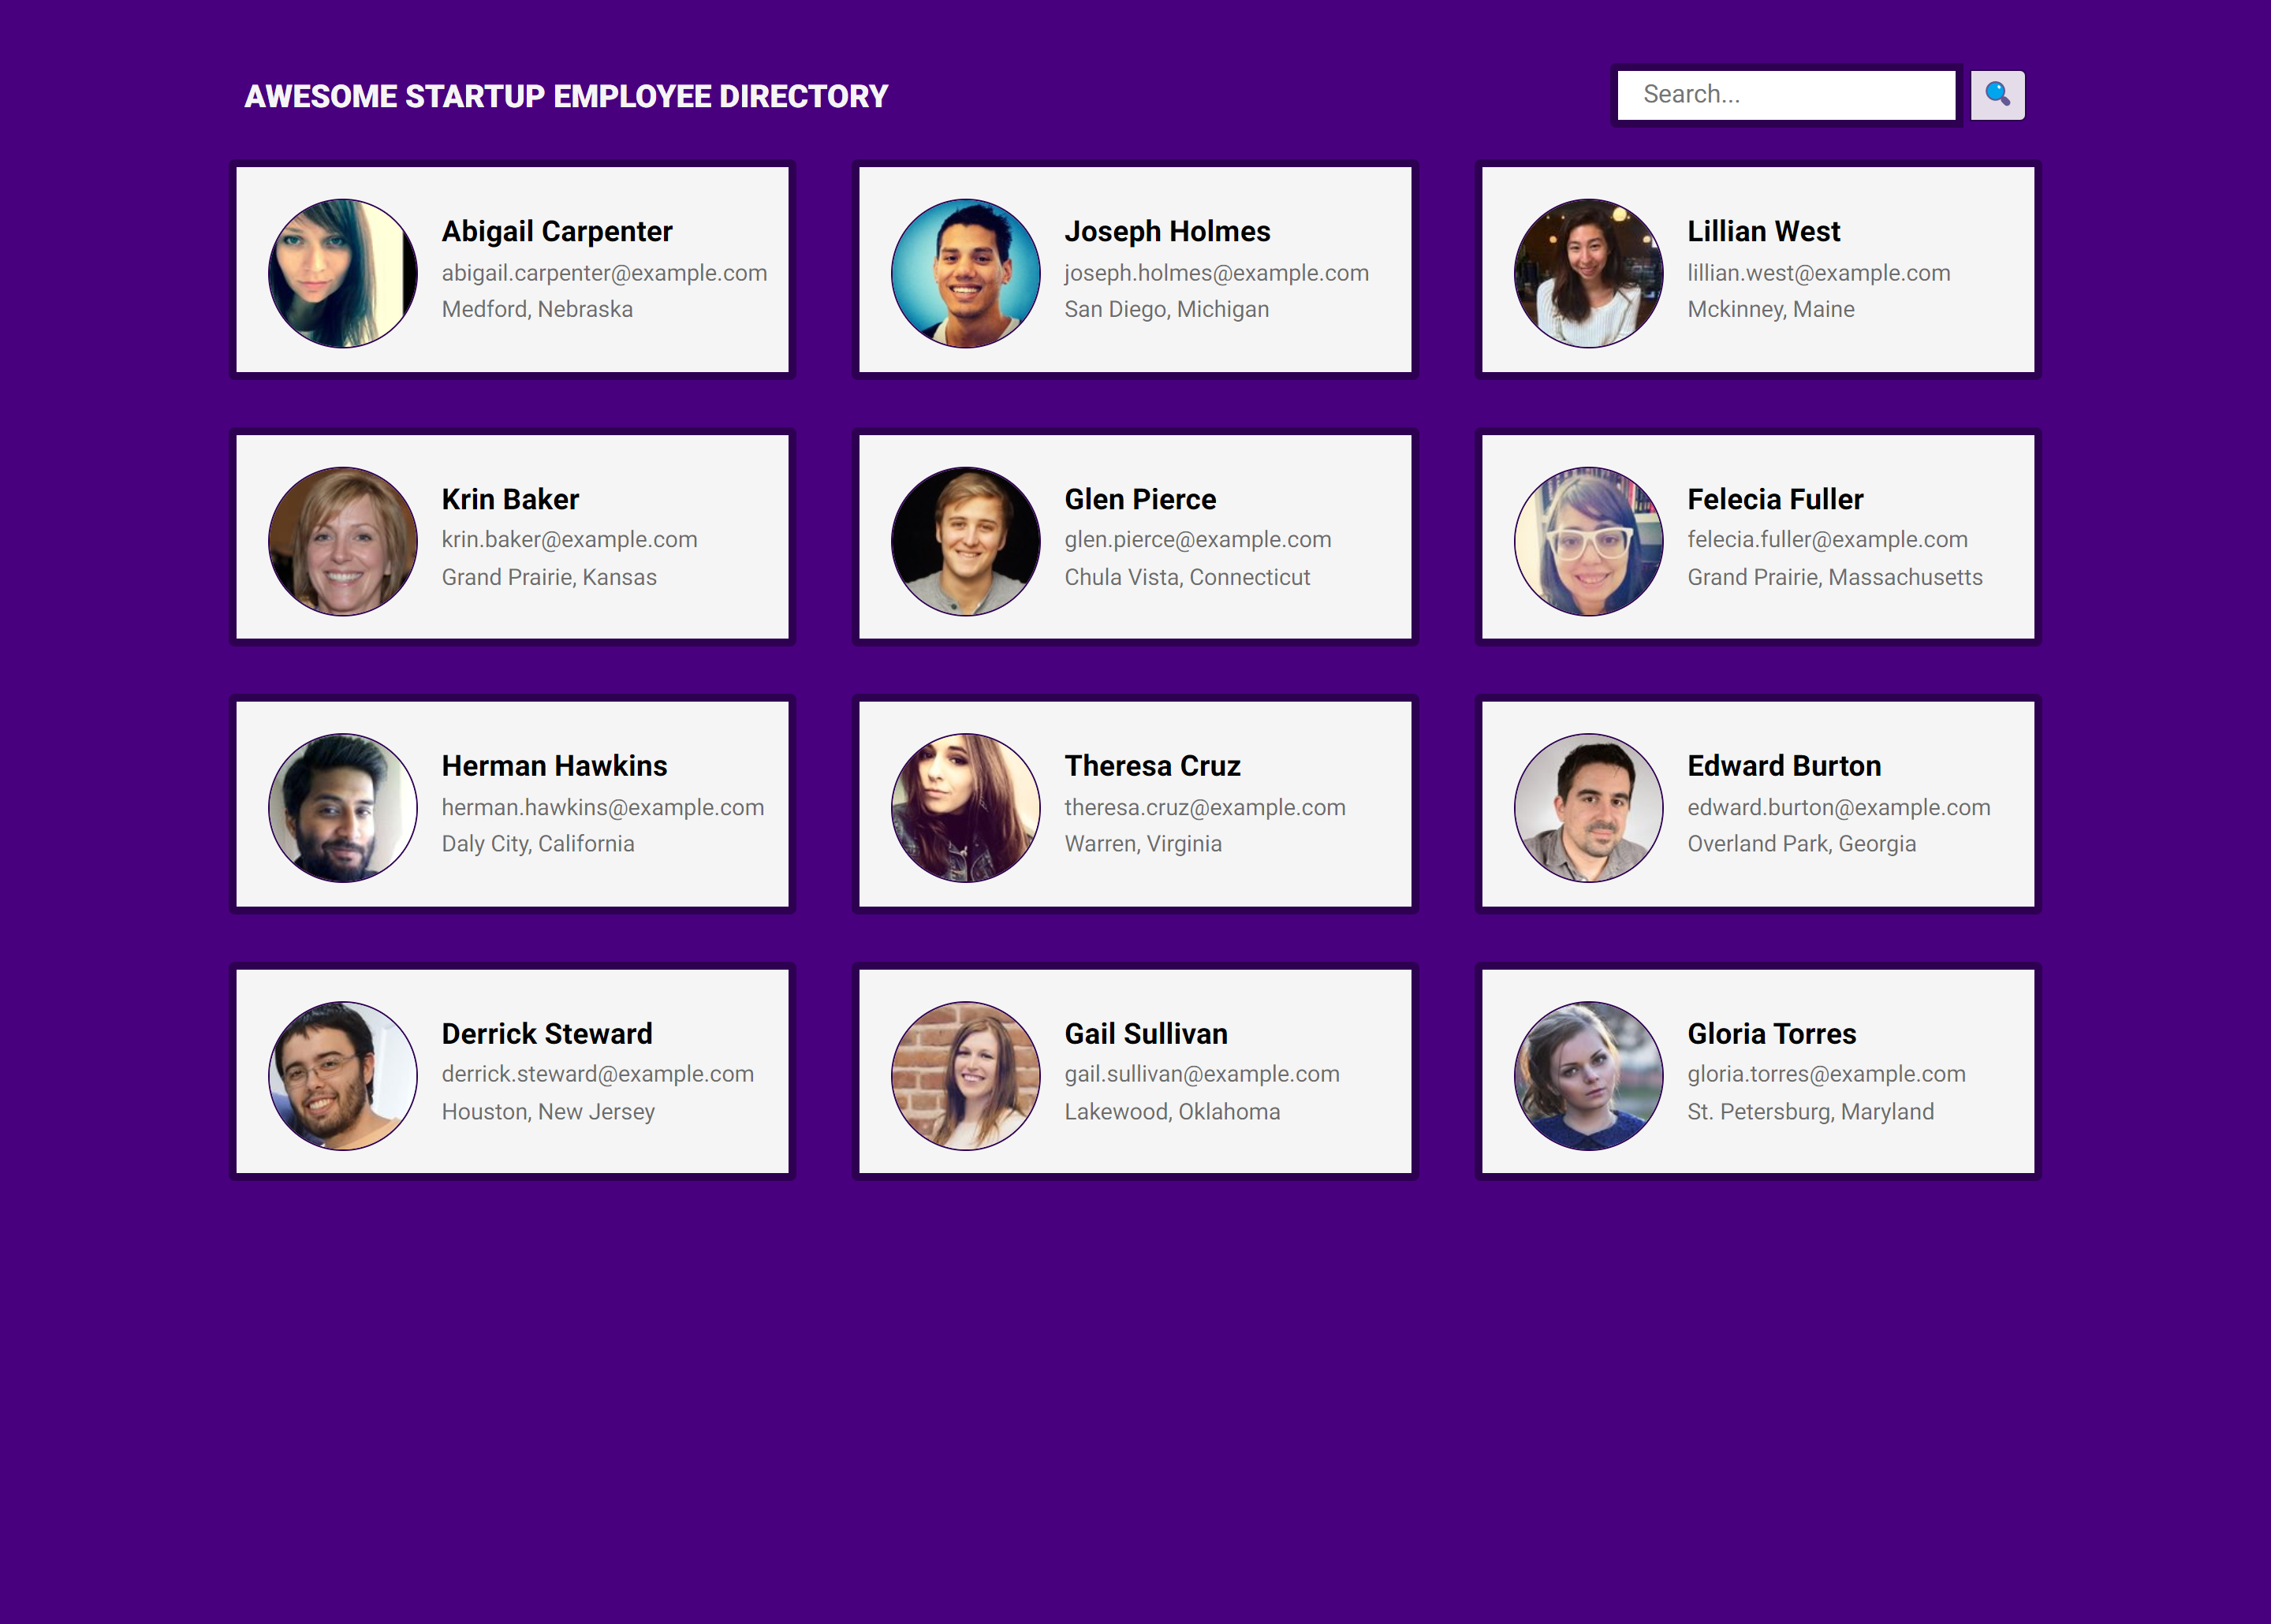 AWESOME STARTUP EMPLOYEE DIRECTORY
Search...
Abigail Carpenter
abigail.carpenter@example.com
Medford, Nebraska
Joseph Holmes
joseph.holmes@example.com
San Diego, Michigan
Lillian West
lillian.west@example.com
Mckinney, Maine
Krin Baker
krin.baker@example.com
Grand Prairie, Kansas
Glen Pierce
glen.pierce@example.com
Chula Vista, Connecticut
Felecia Fuller
felecia.fuller@example.com
Grand Prairie, Massachusetts
Herman Hawkins
herman.hawkins@example.com
Daly City, California
Theresa Cruz
theresa.cruz@example.com
Warren, Virginia
Edward Burton
edward.burton@example.com
Overland Park, Georgia
Derrick Steward
derrick.steward@example.com
Houston, New Jersey
Gail Sullivan
gail.sullivan@example.com
Lakewood, Oklahoma
Gloria Torres
gloria.torres@example.com
St. Petersburg, Maryland